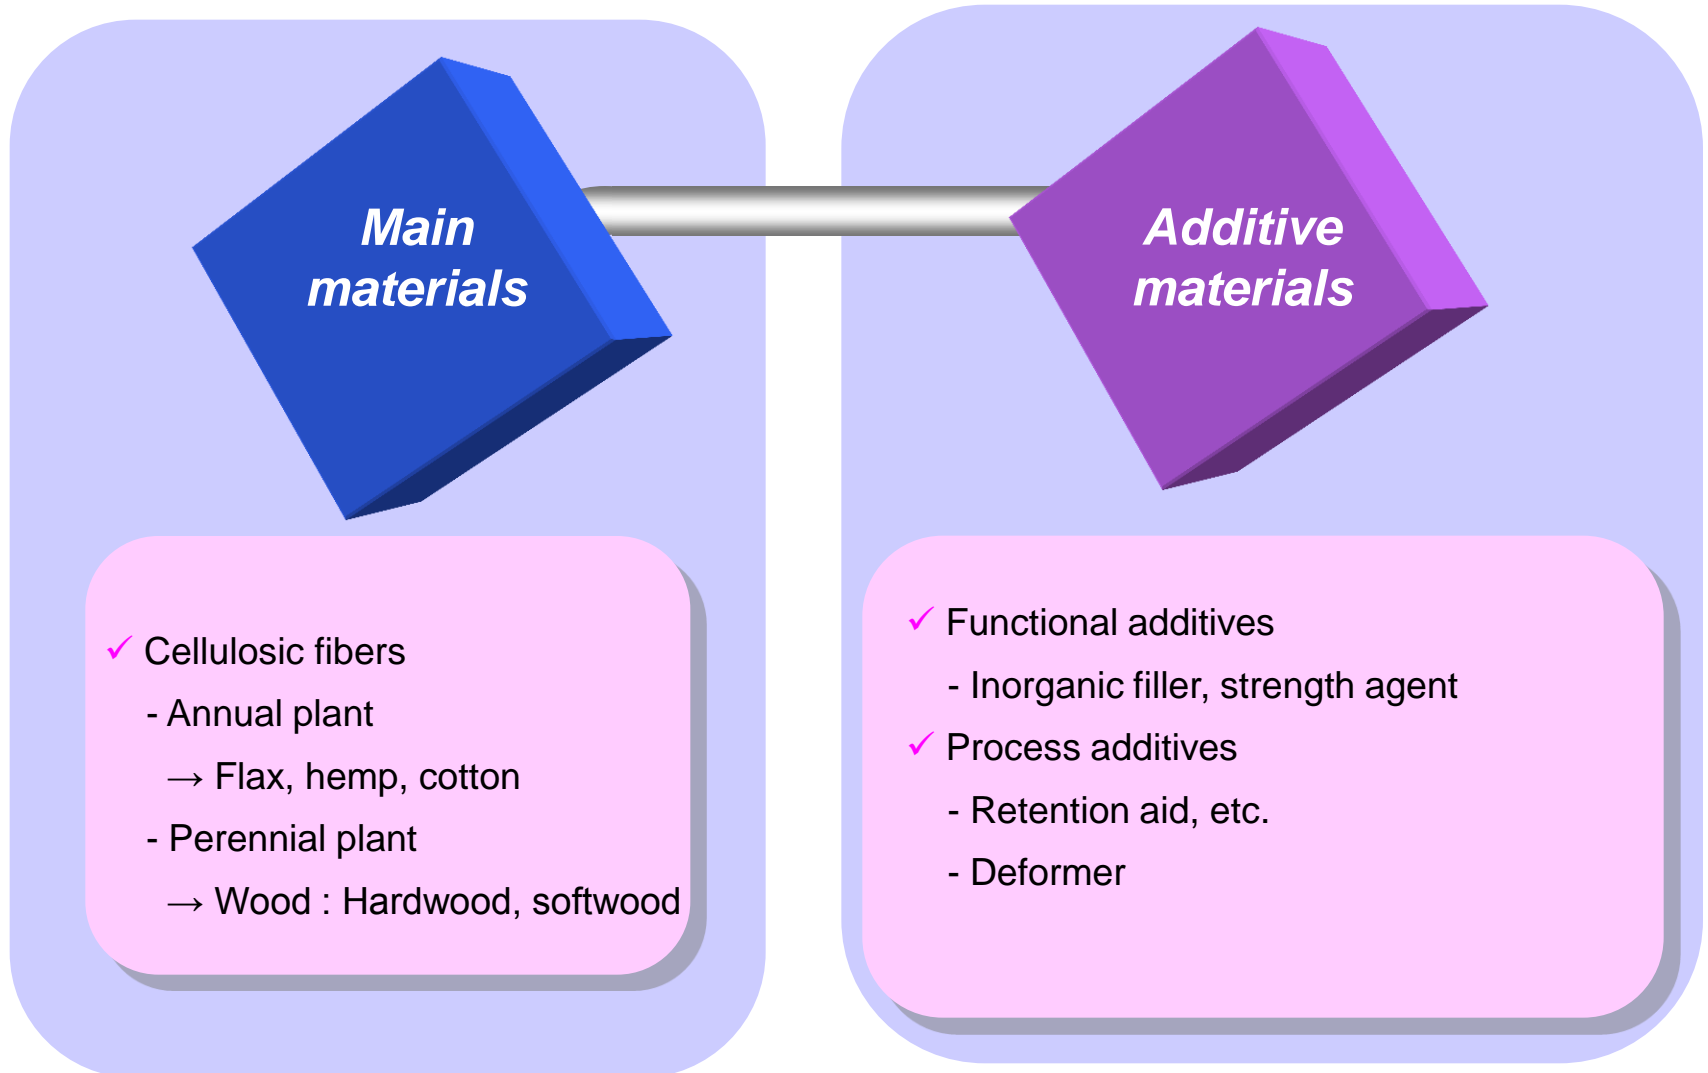 Main
materials
✓ Cellulosic fibers
- Annual plant
→ Flax, hemp, cotton
- Perennial plant
→ Wood : Hardwood, softwood
Additive
materials
✓ Functional additives
- Inorganic filler, strength agent
✓ Process additives
- Retention aid, etc.
- Deformer